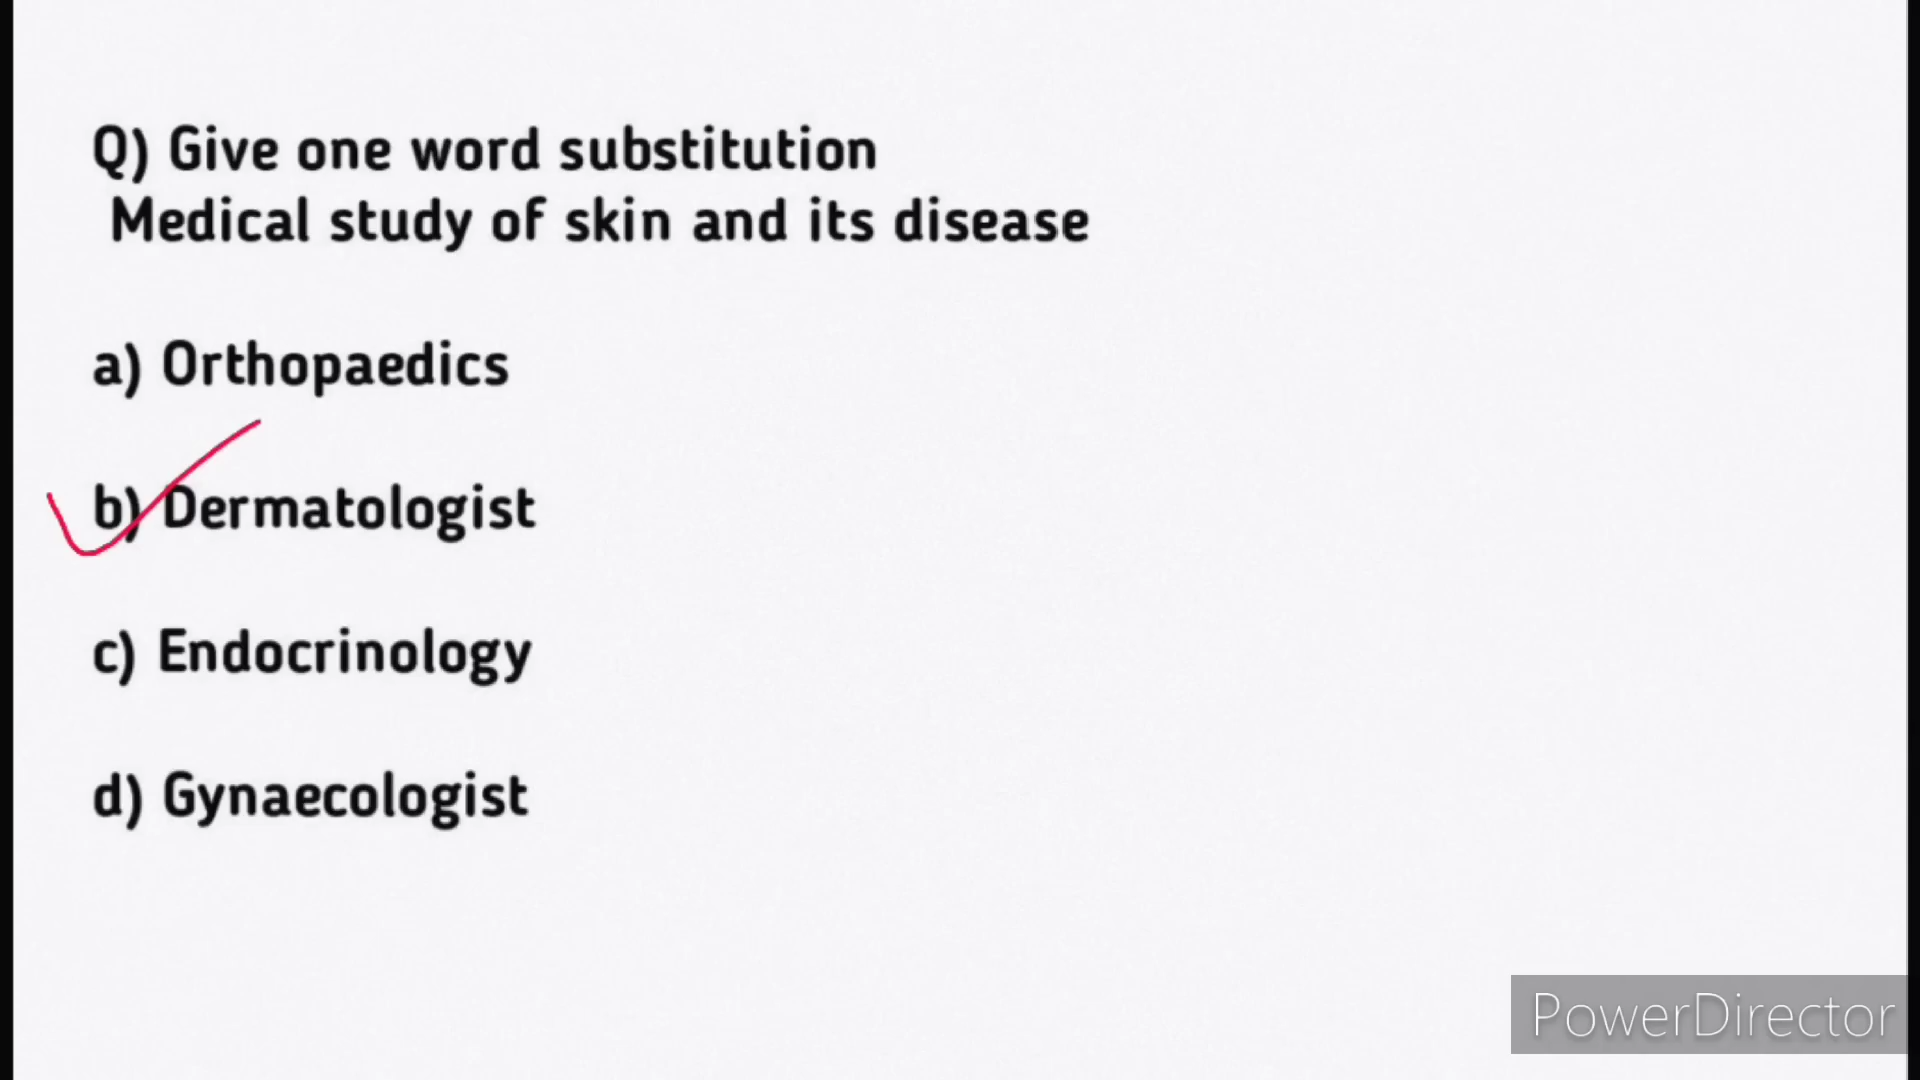 Q) Give one word substitution
Medical study of skin and its disease
a) Orthopaedics
b) Dermatologist
c) Endocrinology
d) Gynaecologist
PowerDirector